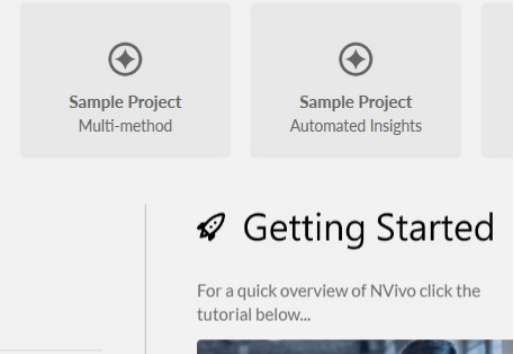 Sample Project
Multi-method
Sample Project
Automated Insights
Getting Started
For a quick overview of NVivo click the
tutorial below...